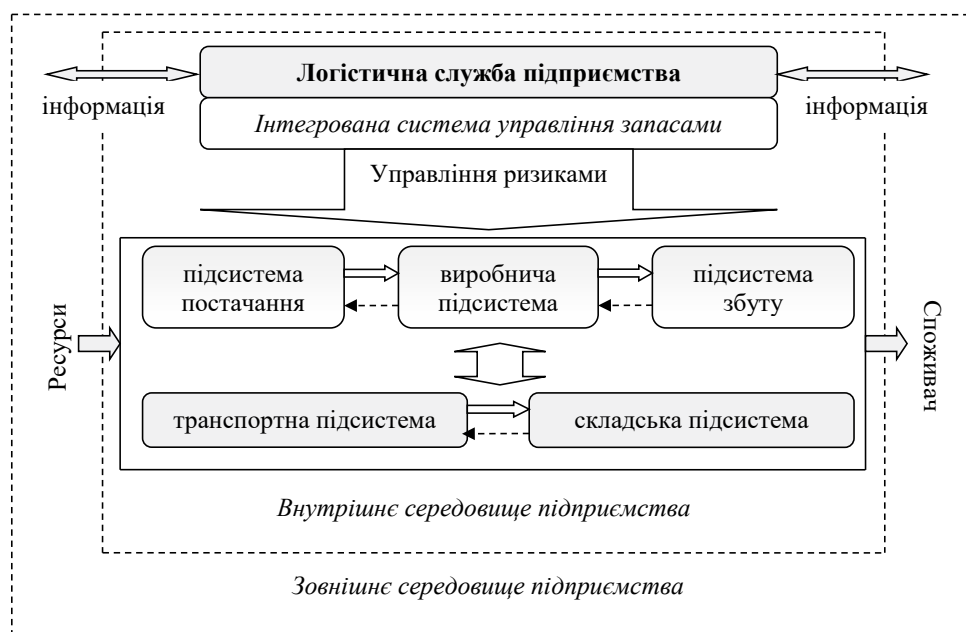 Логістична служба підприємства
інформація
інформація
Інтегрована система управління запасами
Управління ризиками
підсистема
постачання
виробнича
підсистема
підсистема
збуту
Ресурси
Споживач
транспортна підсистема
складська підсистема
Внутрішнє середовище підприємства
Зовнішнє середовище підприємства